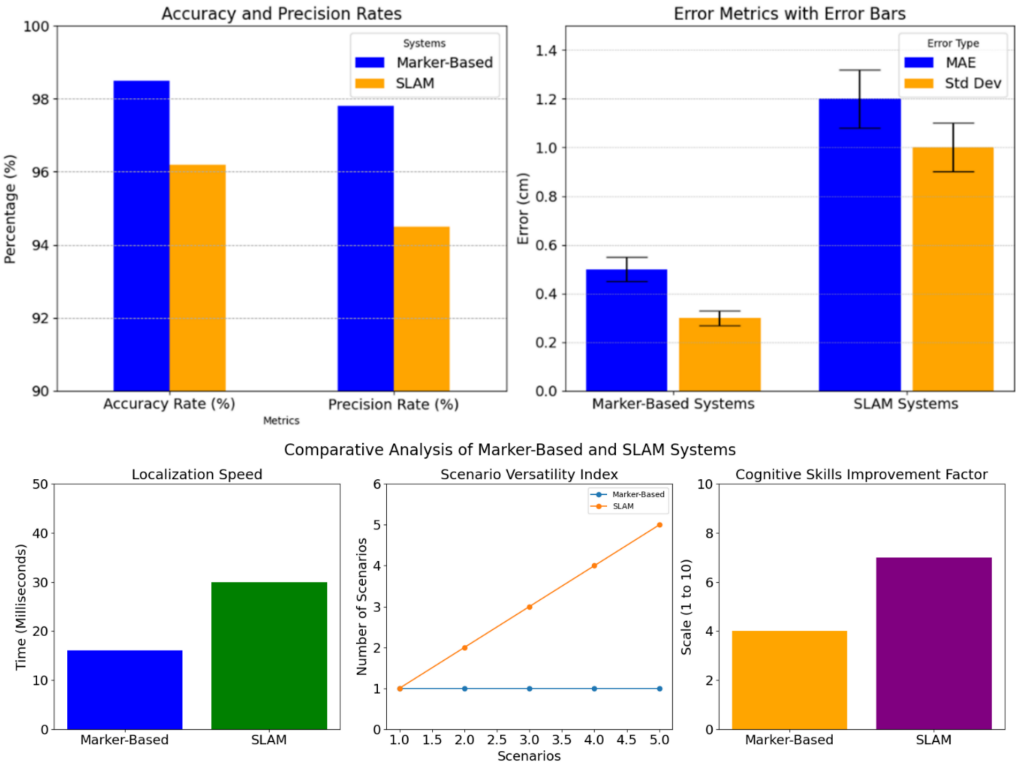 Accuracy and Precision Rates
100
98
96
94
92
90
Percentage (%)
Systems
Marker-Based
SLAM
Accuracy Rate (%)
Precision Rate (%)
Metrics
Error Metrics with Error Bars
1.4
1.2
1.0
0.8
0.6
0.4
0.2
0.0
Error (cm)
Error Type
MAE
Std Dev
Marker-Based Systems
SLAM Systems
Comparative Analysis of Marker-Based and SLAM Systems
Localization Speed
50
40
30
20
10
0
Time (Milliseconds)
Marker-Based
SLAM
Scenario Versatility Index
6
5
4
3
2
1
0
Number of Scenarios
Marker-Based
SLAM
1.0 1.5 2.0 2.5 3.0 3.5 4.0 4.5 5.0
Scenarios
Cognitive Skills Improvement Factor
10
8
6
4
2
0
Scale (1 to 10)
Marker-Based
SLAM